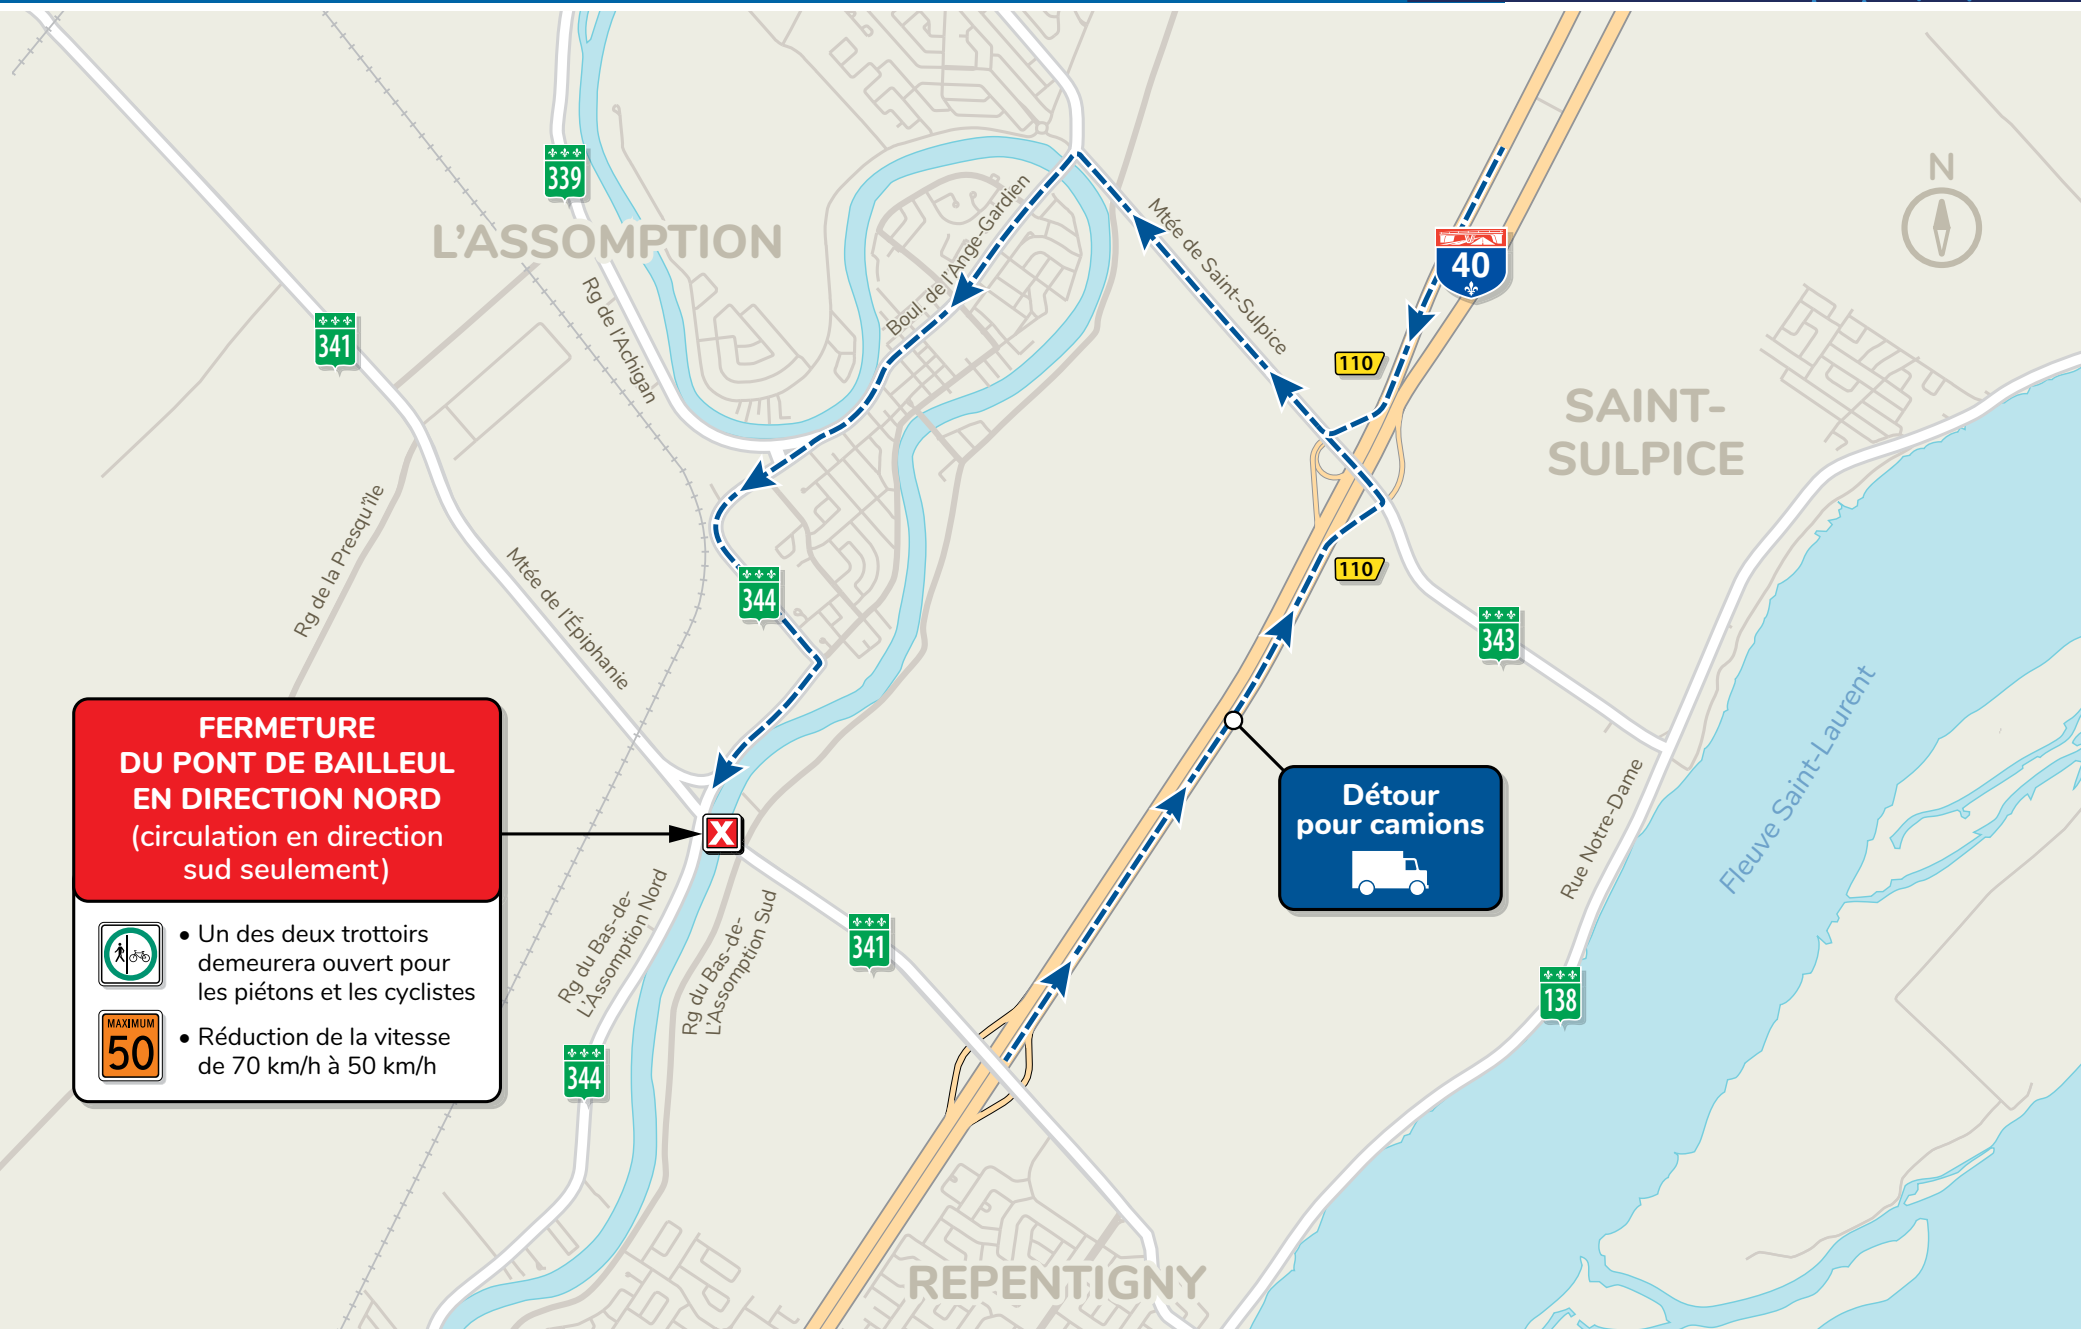 N
339
L'ASSOMPTION
Boul. de l'Ange-Gardien
Mtée de Saint-Sulpice
40
341
Rg de l'Achigan
110
SAINT-
SULPICE
Rg de la Presqu'île
Mtée de l'Épiphanie
344
110
343
Fleuve Saint-Laurent
FERMETURE
DU PONT DE BAILLEUL
EN DIRECTION NORD
(circulation en direction
sud seulement)
X
Détour
pour camions
Rue Notre-Dame
• Un des deux trottoirs
demeurera ouvert pour
les piétons et les cyclistes
MAXIMUM
50
• Réduction de la vitesse
de 70 km/h à 50 km/h
Rg du Bas-de-
L'Assomption Nord
Rg du Bas-de-
L'Assomption Sud
341
138
344
REPENTIGNY